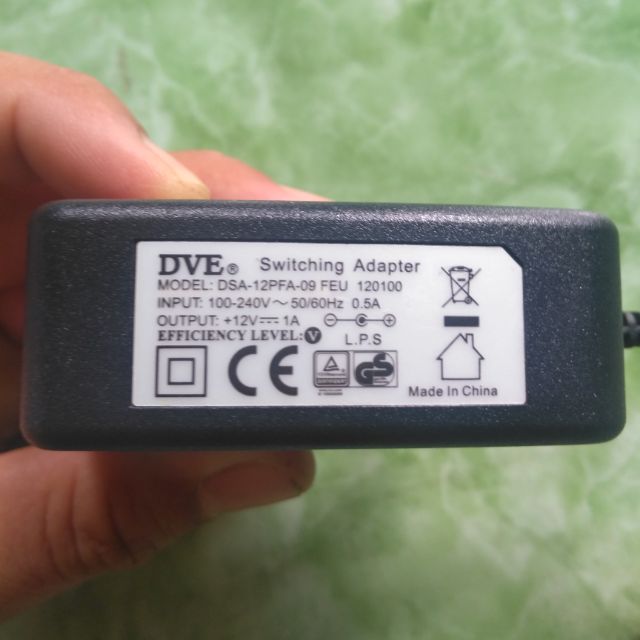 DVE® Switching Adapter
MODEL: DSA-12PFA-09 FEU 120100
INPUT: 100-240V~50/60Hz 0.5A
OUTPUT: +12V⎓1A
EFFICIENCY LEVEL: V
L.P.S
CE
GS
Made In China